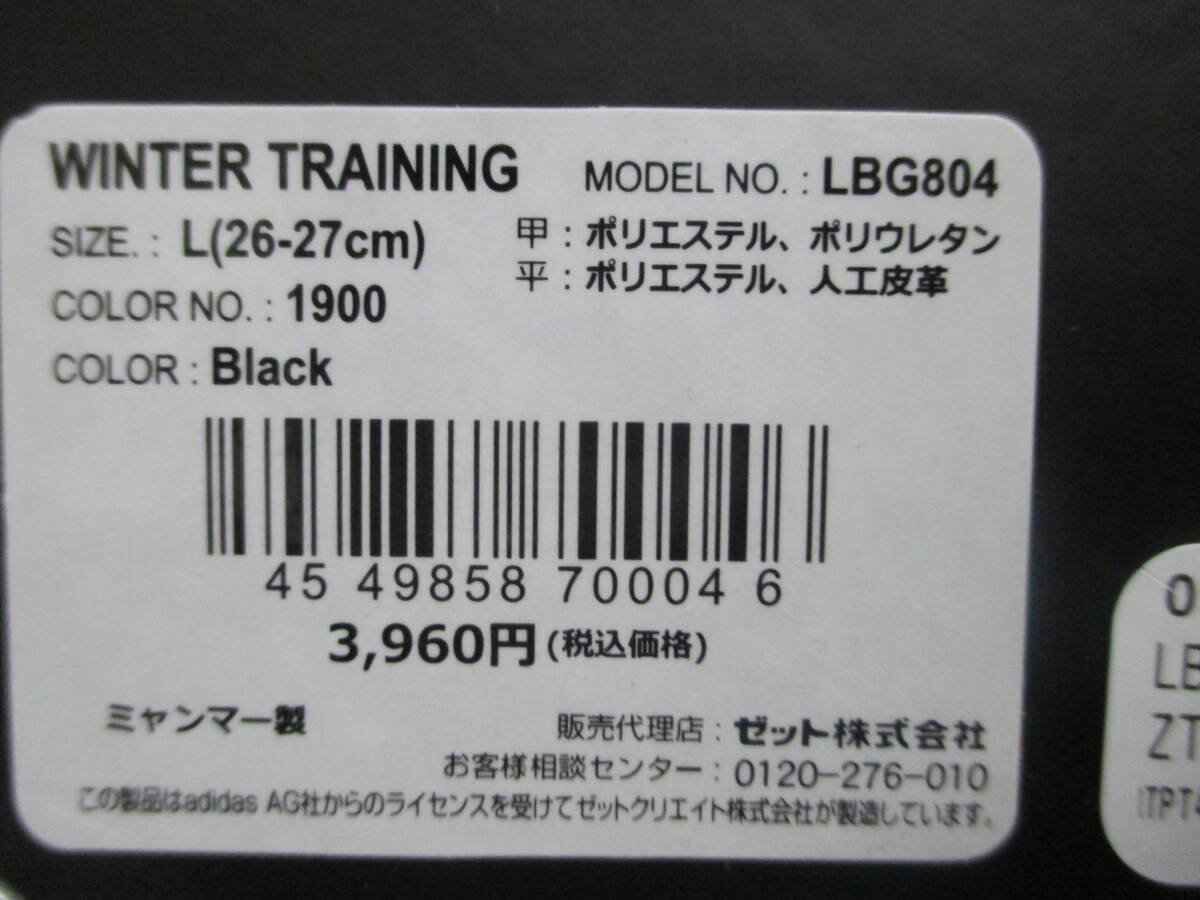 WINTER TRAINING
MODEL NO. : LBG804
SIZE. : L(26-27cm)
甲 : ポリエステル、ポリウレタン
平 : ポリエステル、人工皮革
COLOR NO. : 1900
COLOR : Black
45 49858 70004 6
3,960円(税込価格)
ミャンマー製
販売代理店 : ゼット株式会社
お客様相談センター : 0120-276-010
この製品はadidas AG社からのライセンスを受けてゼットクリエイト株式会社が製造しています。
LB
ZT